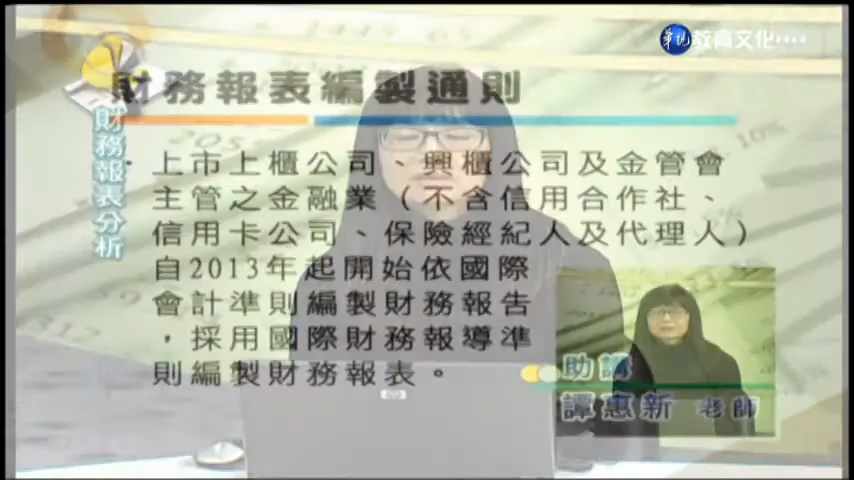 華視 教育文化
財務報表編製通則
財務報表分析
上市上櫃公司、興櫃公司及金管會
主管之金融業（不含信用合作社、
信用卡公司、保險經紀人及代理人）
自2013年起開始依國際
會計準則編製財務報告
，採用國際財務報導準
則編製財務報表。
助講
譚惠新 老師